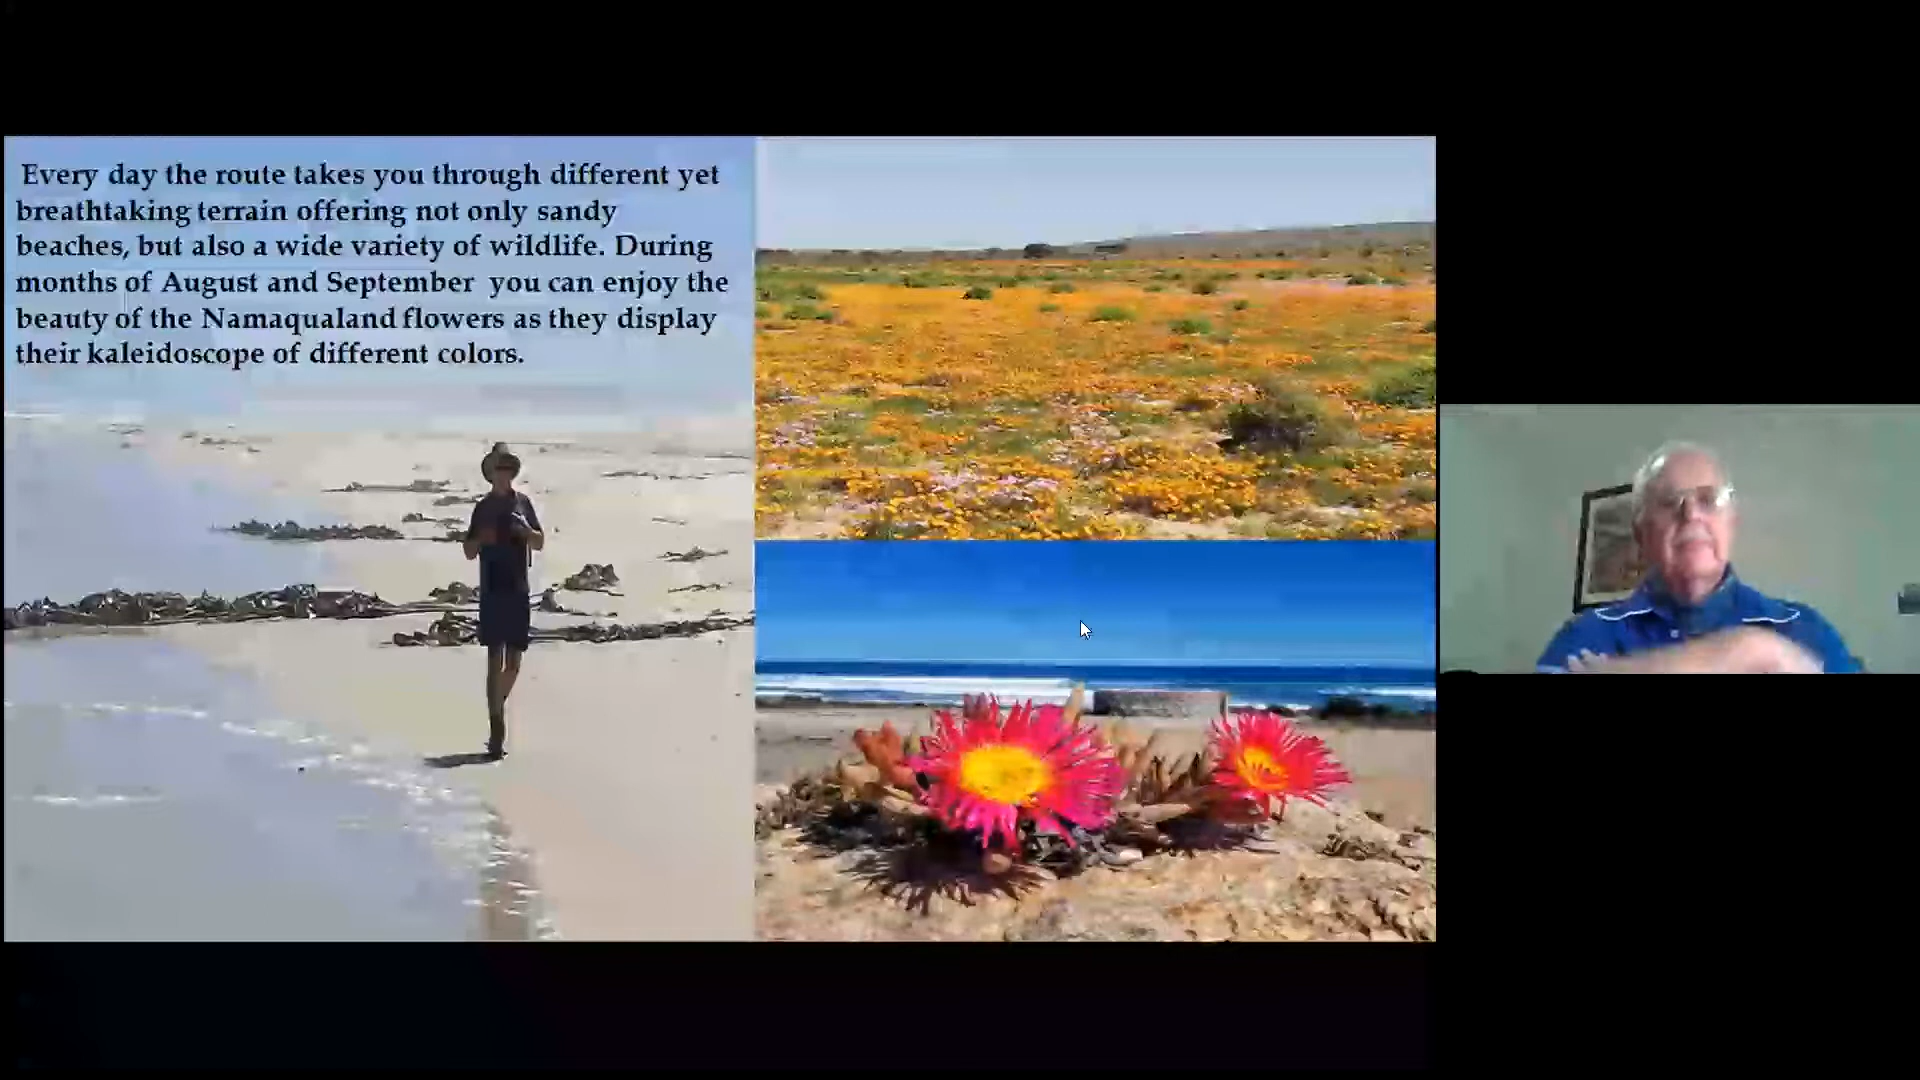 Every day the route takes you through different yet
breathtaking terrain offering not only sandy
beaches, but also a wide variety of wildlife. During
months of August and September you can enjoy the
beauty of the Namaqualand flowers as they display
their kaleidoscope of different colors.